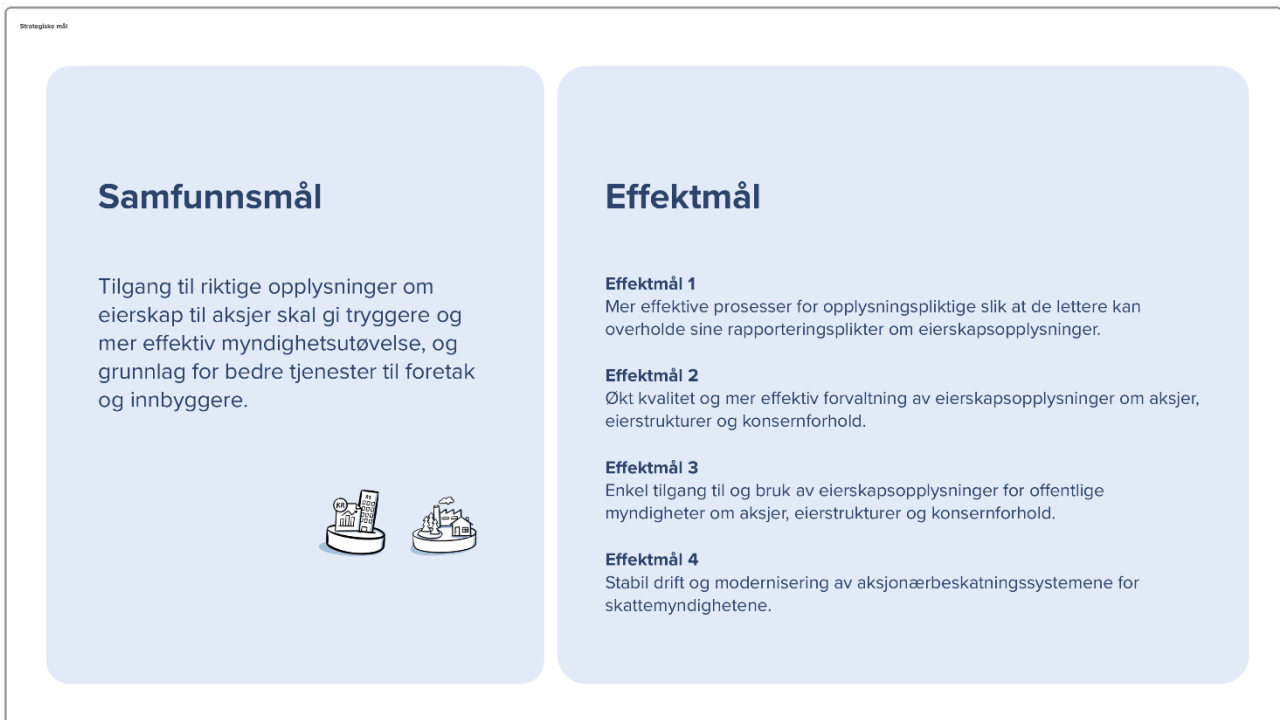 Strategiske mål
Samfunnsmål
Tilgang til riktige opplysninger om
eierskap til aksjer skal gi tryggere og
mer effektiv myndighetsutøvelse, og
grunnlag for bedre tjenester til foretak
og innbyggere.
KR
AS
Effektmål
Effektmål 1
Mer effektive prosesser for opplysningspliktige slik at de lettere kan
overholde sine rapporteringsplikter om eierskapsopplysninger.
Effektmål 2
Økt kvalitet og mer effektiv forvaltning av eierskapsopplysninger om aksjer,
eierstrukturer og konsernforhold.
Effektmål 3
Enkel tilgang til og bruk av eierskapsopplysninger for offentlige
myndigheter om aksjer, eierstrukturer og konsernforhold.
Effektmål 4
Stabil drift og modernisering av aksjonærbeskatningssystemene for
skattemyndighetene.